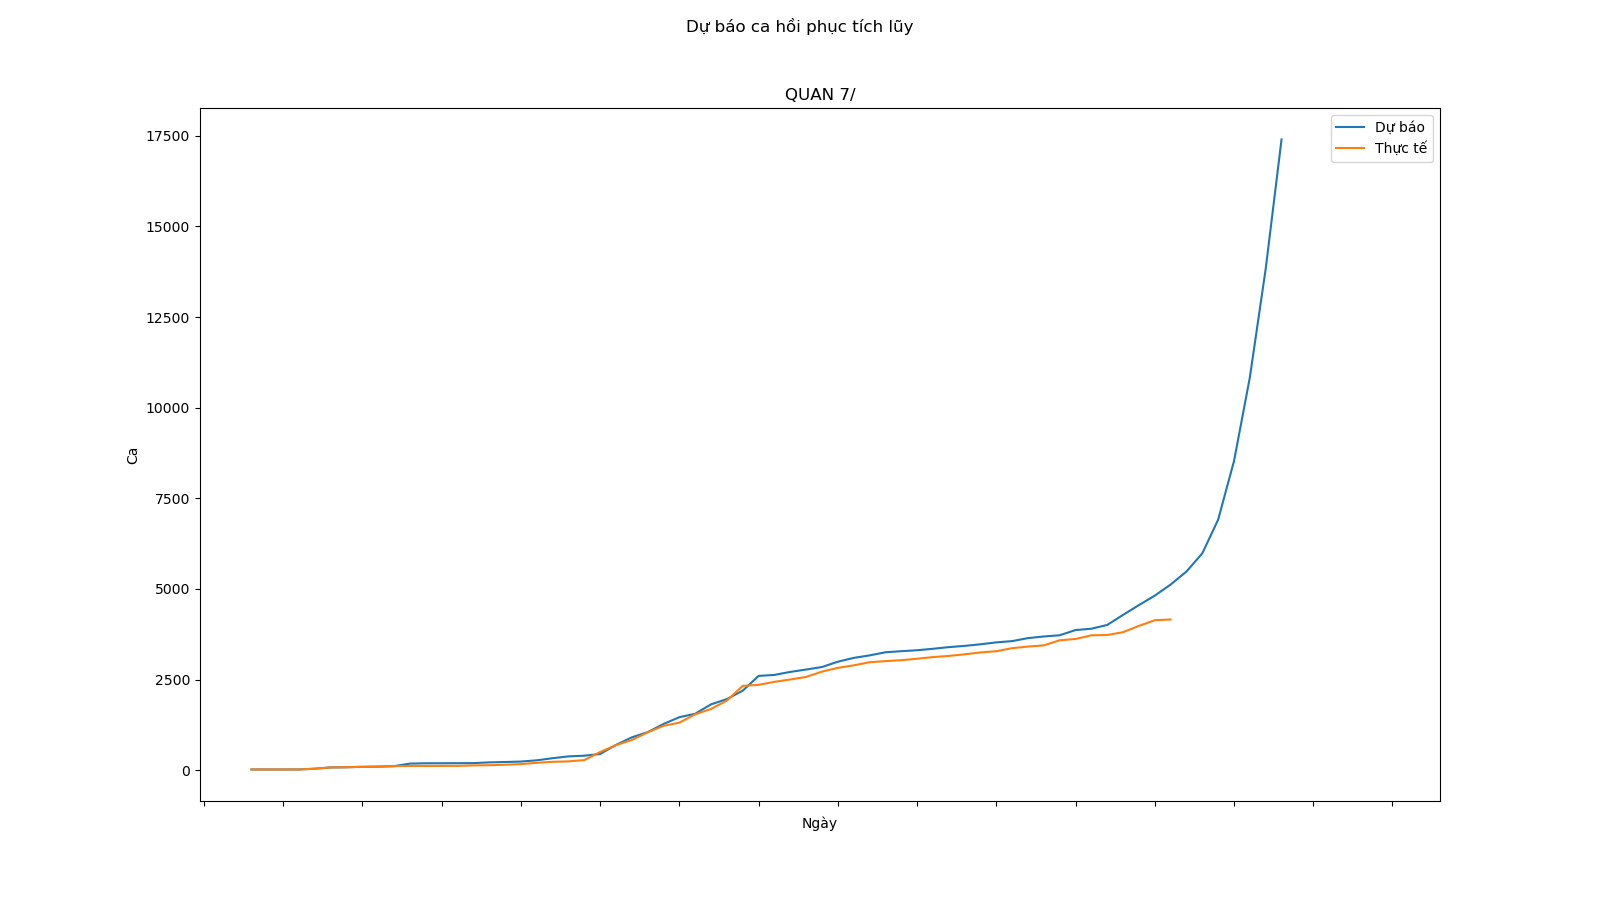 Dự báo ca hồi phục tích lũy
QUAN 7/
17500
15000
12500
10000
7500
5000
2500
0
Ca
Ngày
Dự báo
Thực tế